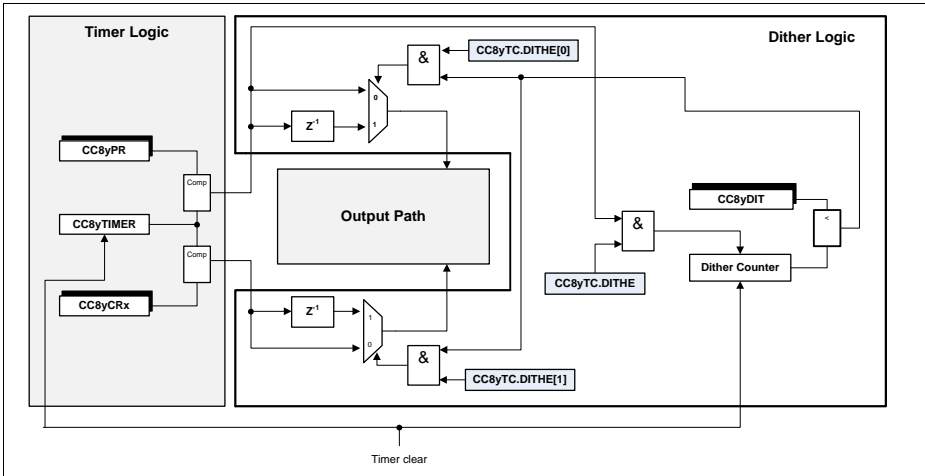 Timer Logic
Dither Logic
&
CC8yTC.DITHE[0]
0
Z-1
1
CC8yPR
Comp
CC8yDIT
CC8yTIMER
Output Path
&
<
Comp
Dither Counter
CC8yTC.DITHE
CC8yCRx
Z-1
1
0
&
CC8yTC.DITHE[1]
Timer clear